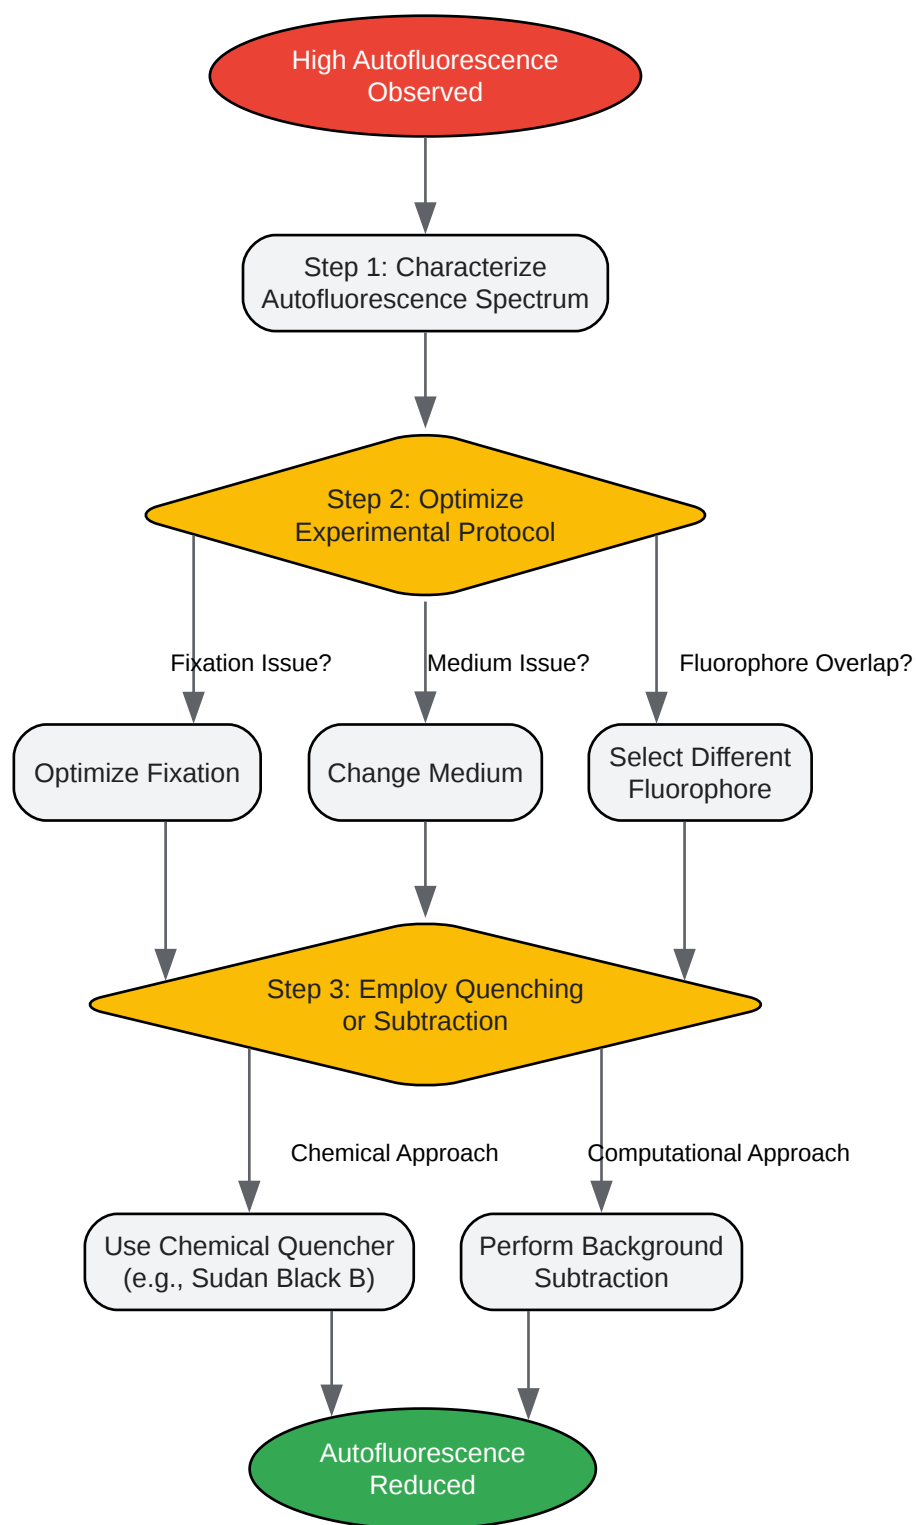 High Autofluorescence
Observed
Step 1: Characterize
Autofluorescence Spectrum
Step 2: Optimize
Experimental Protocol
Fixation Issue?
Medium Issue?
Fluorophore Overlap?
Optimize Fixation
Change Medium
Select Different
Fluorophore
Step 3: Employ Quenching
or Subtraction
Chemical Approach
Computational Approach
Use Chemical Quencher
(e.g., Sudan Black B)
Perform Background
Subtraction
Autofluorescence
Reduced